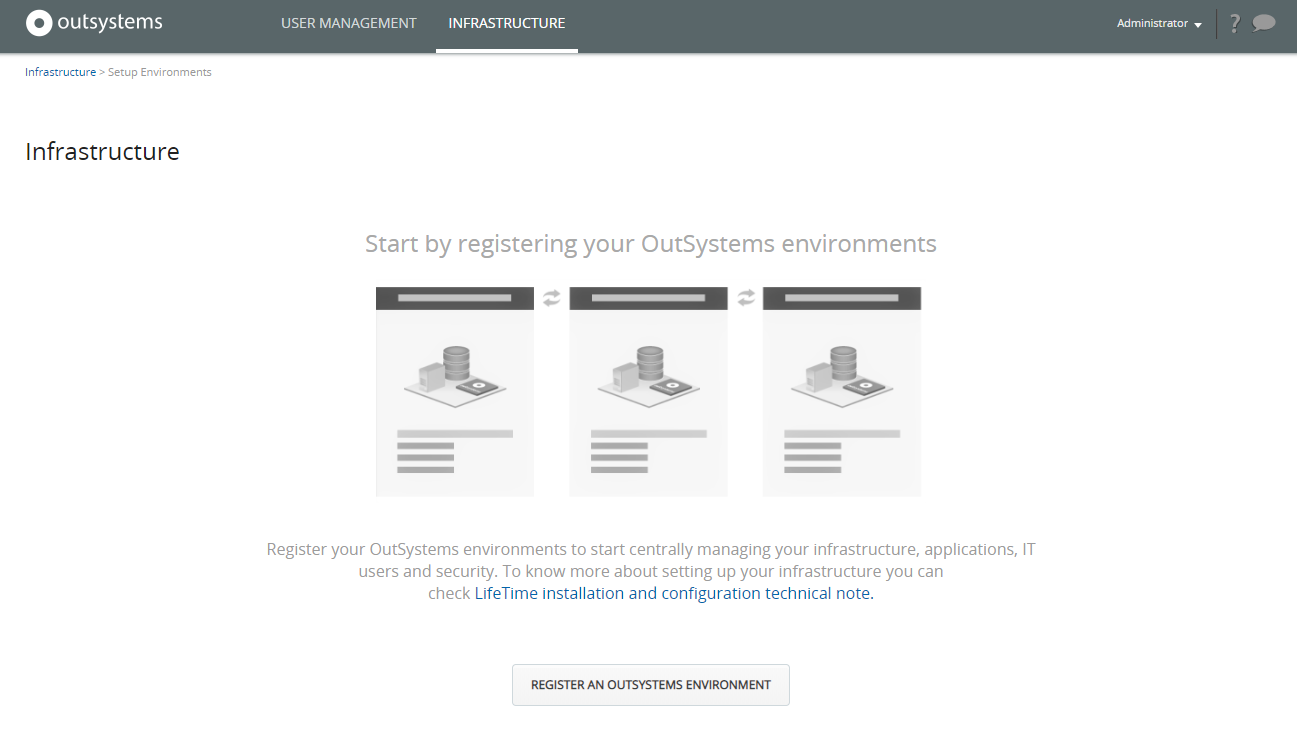 outsystems USER MANAGEMENT INFRASTRUCTURE Administrator ?
Infrastructure > Setup Environments
Infrastructure
Start by registering your OutSystems environments
Register your OutSystems environments to start centrally managing your infrastructure, applications, IT
users and security. To know more about setting up your infrastructure you can
check LifeTime installation and configuration technical note.
REGISTER AN OUTSYSTEMS ENVIRONMENT